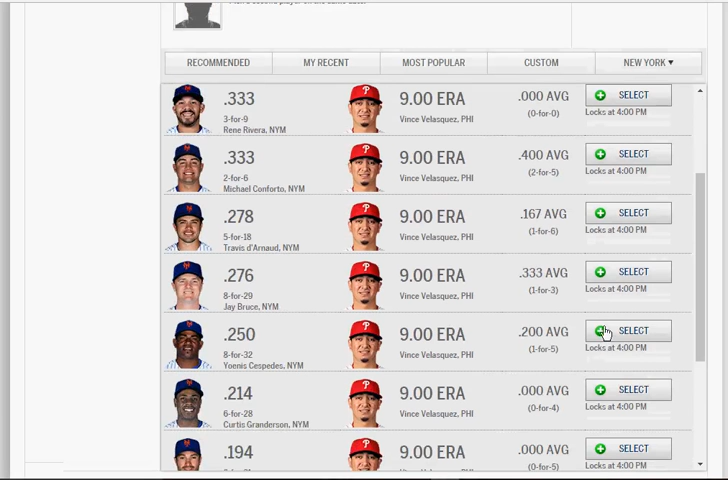 RECOMMENDED MY RECENT MOST POPULAR CUSTOM NEW YORK▼
.333 9.00 ERA .000 AVG SELECT
3-for-9 Vince Velasquez, PHI (0-for-0) Locks at 4:00 PM
Rene Rivera, NYM
.333 9.00 ERA .400 AVG SELECT
2-for-6 Vince Velasquez, PHI (2-for-5) Locks at 4:00 PM
Michael Conforto, NYM
.278 9.00 ERA .167 AVG SELECT
5-for-18 Vince Velasquez, PHI (1-for-6) Locks at 4:00 PM
Travis d'Arnaud, NYM
.276 9.00 ERA .333 AVG SELECT
8-for-29 Vince Velasquez, PHI (1-for-3) Locks at 4:00 PM
Jay Bruce, NYM
.250 9.00 ERA .200 AVG SELECT
8-for-32 Vince Velasquez, PHI (1-for-5) Locks at 4:00 PM
Yoenis Cespedes, NYM
.214 9.00 ERA .000 AVG SELECT
6-for-28 Vince Velasquez, PHI (0-for-4) Locks at 4:00 PM
Curtis Granderson, NYM
.194 9.00 ERA .000 AVG SELECT
(0-for-5) Locks at 4:00 PM